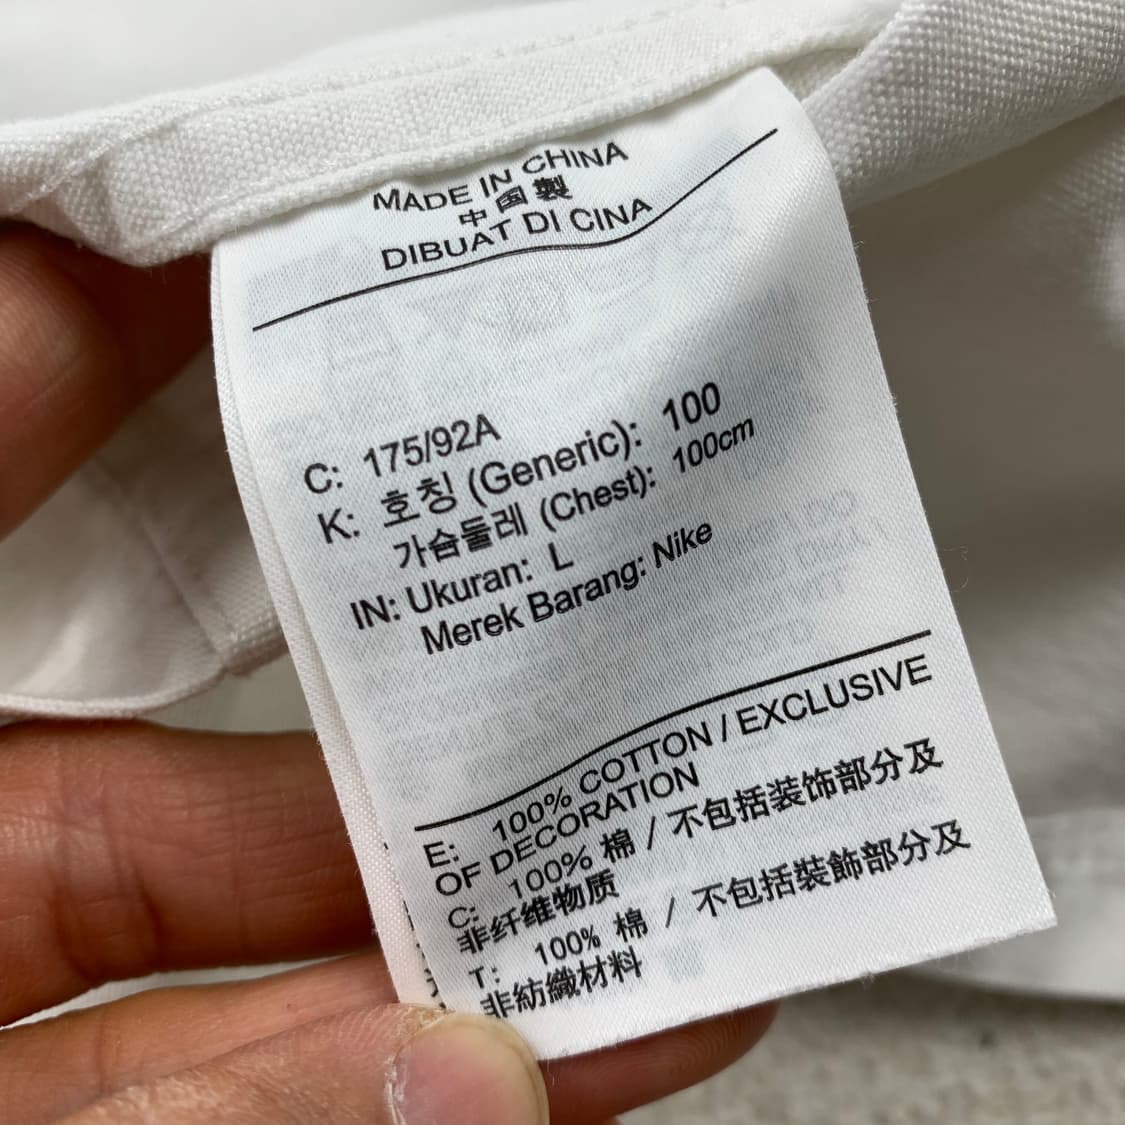 MADE IN CHINA
中国製
DIBUAT DI CINA
C: 175/92A
K: 호칭 (Generic): 100
가슴둘레 (Chest): 100cm
IN: Ukuran: L
Merek Barang: Nike
E: 100% COTTON / EXCLUSIVE
OF DECORATION
C: 100% 棉 / 不包括装饰部分及
非纤维物质
T: 100% 棉 / 不包括裝飾部分及
非紡織材料